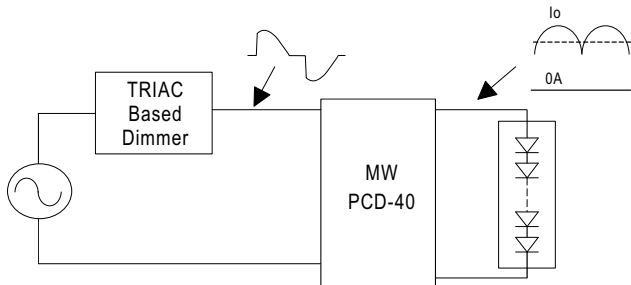 Io
0A
TRIAC
Based
Dimmer
MW
PCD-40